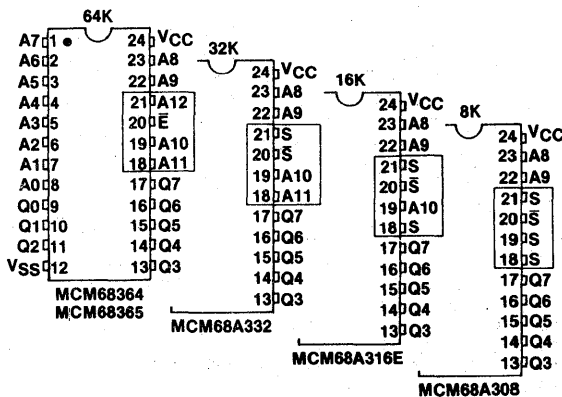 64K
A7 1 24 VCC
A6 2 23 A8
A5 3 22 A9
A4 4 21 A12
A3 5 20 E̅
A2 6 19 A10
A1 7 18 A11
A0 8 17 Q7
Q0 9 16 Q6
Q1 10 15 Q5
Q2 11 14 Q4
VSS 12 13 Q3
MCM68364
MCM68365
32K
24 VCC
23 A8
22 A9
21 S
20 S̅
19 A10
18 A11
17 Q7
16 Q6
15 Q5
14 Q4
13 Q3
MCM68A332
16K
24 VCC
23 A8
22 A9
21 S
20 S̅
19 A10
18 S
17 Q7
16 Q6
15 Q5
14 Q4
13 Q3
MCM68A316E
8K
24 VCC
23 A8
22 A9
21 S
20 S̅
19 S
18 S
17 Q7
16 Q6
15 Q5
14 Q4
13 Q3
MCM68A308